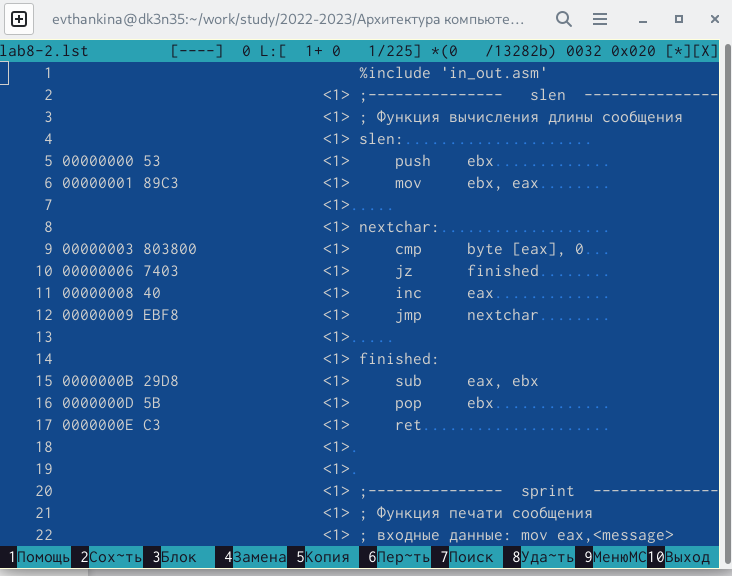 evthankina@dk3n35:~/work/study/2022-2023/Архитектура компьюте...
lab8-2.lst [----] 0 L:[ 1+ 0 1/225] *(0 /13282b) 0032 0x020 [*][X]
1 %include 'in_out.asm'
2 <1> ;--------------- slen ---------------
3 <1> ; Функция вычисления длины сообщения
4 <1> slen:.....................
5 00000000 53 <1> push ebx.............
6 00000001 89C3 <1> mov ebx, eax........
7 <1>.....
8 <1> nextchar:...................
9 00000003 803800 <1> cmp byte [eax], 0...
10 00000006 7403 <1> jz finished........
11 00000008 40 <1> inc eax.............
12 00000009 EBF8 <1> jmp nextchar........
13 <1>.....
14 <1> finished:
15 0000000B 29D8 <1> sub eax, ebx
16 0000000D 5B <1> pop ebx.............
17 0000000E C3 <1> ret.....................
18 <1>.
19 <1>.
20 <1> ;--------------- sprint --------------
21 <1> ; Функция печати сообщения
22 <1> ; входные данные: mov eax,<message>
1Помощь 2Сох~ть 3Блок 4Замена 5Копия 6Пер~ть 7Поиск 8Уда~ть 9МенюMC 10Выход